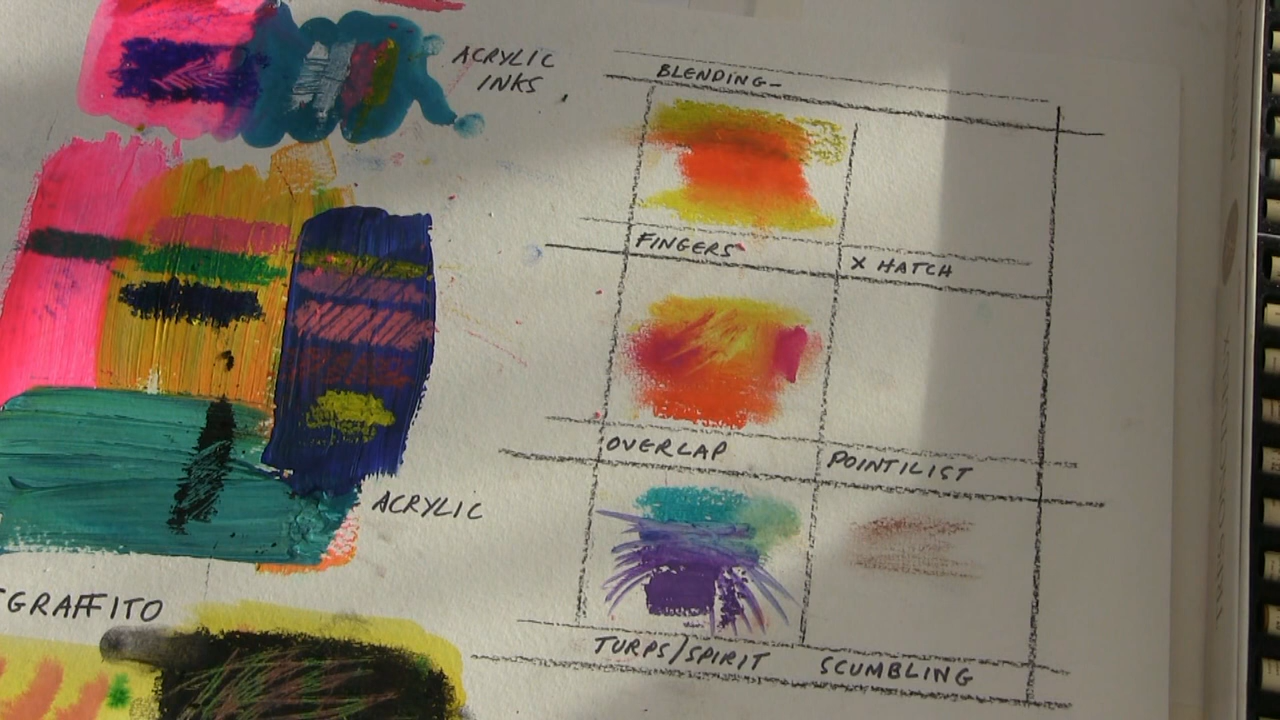 ACRYLIC
INKS
BLENDING-
FINGERS
X HATCH
OVERLAP
POINTILIST
ACRYLIC
GRAFFITO
TURPS/SPIRIT
SCUMBLING